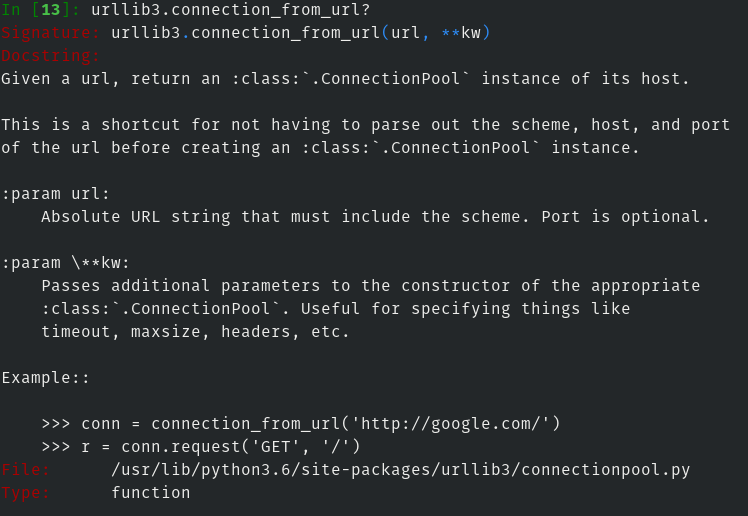 In [13]: urllib3.connection_from_url?
Signature: urllib3.connection_from_url(url, **kw)
Docstring:
Given a url, return an :class:`.ConnectionPool` instance of its host.

This is a shortcut for not having to parse out the scheme, host, and port
of the url before creating an :class:`.ConnectionPool` instance.

:param url:
    Absolute URL string that must include the scheme. Port is optional.

:param \**kw:
    Passes additional parameters to the constructor of the appropriate
    :class:`.ConnectionPool`. Useful for specifying things like
    timeout, maxsize, headers, etc.

Example::

    >>> conn = connection_from_url('http://google.com/')
    >>> r = conn.request('GET', '/')
File:      /usr/lib/python3.6/site-packages/urllib3/connectionpool.py
Type:      function